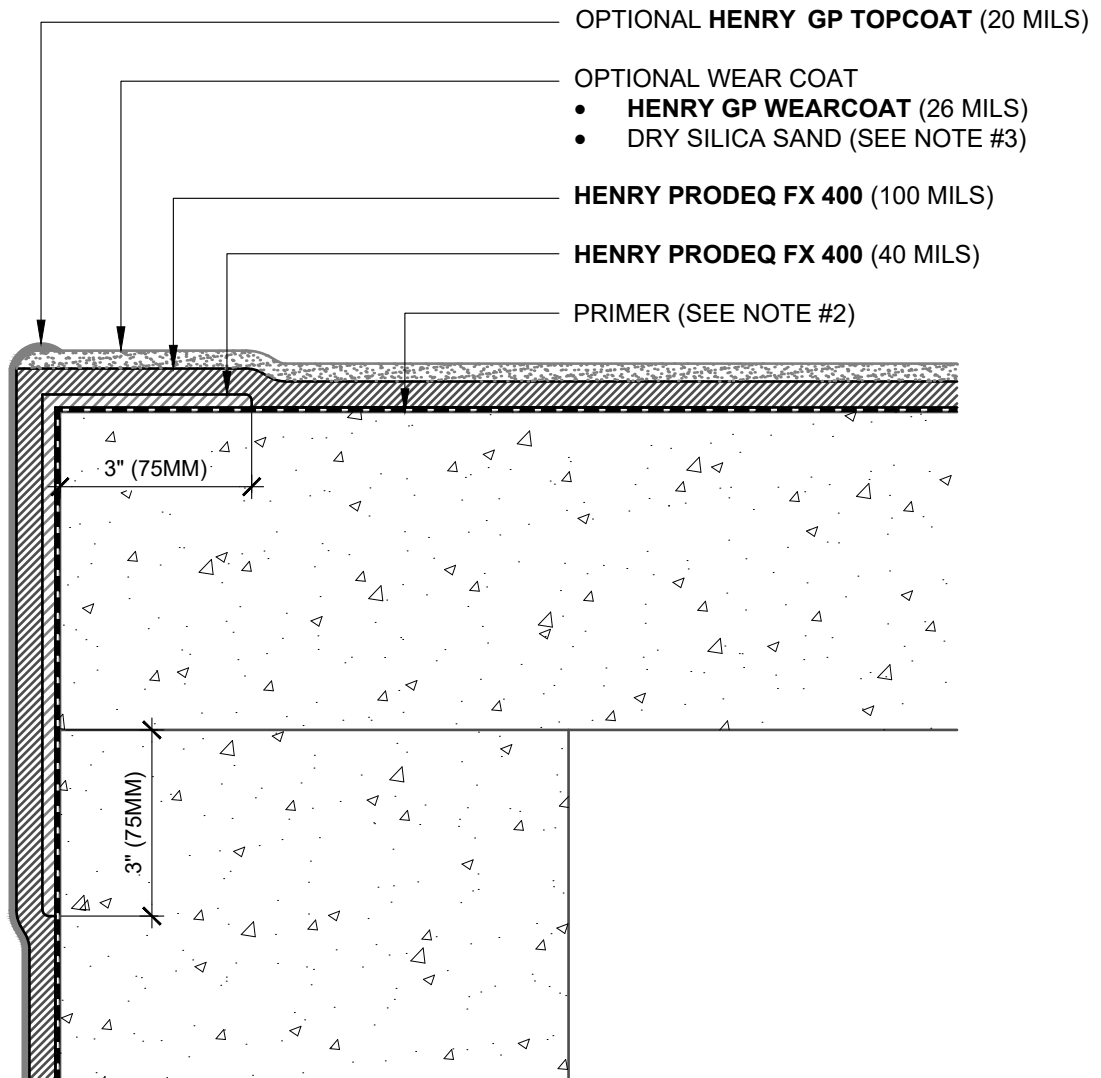 OPTIONAL HENRY GP TOPCOAT (20 MILS)
OPTIONAL WEAR COAT
• HENRY GP WEARCOAT (26 MILS)
• DRY SILICA SAND (SEE NOTE #3)
HENRY PRODEQ FX 400 (100 MILS)
HENRY PRODEQ FX 400 (40 MILS)
PRIMER (SEE NOTE #2)
3" (75MM)
3" (75MM)